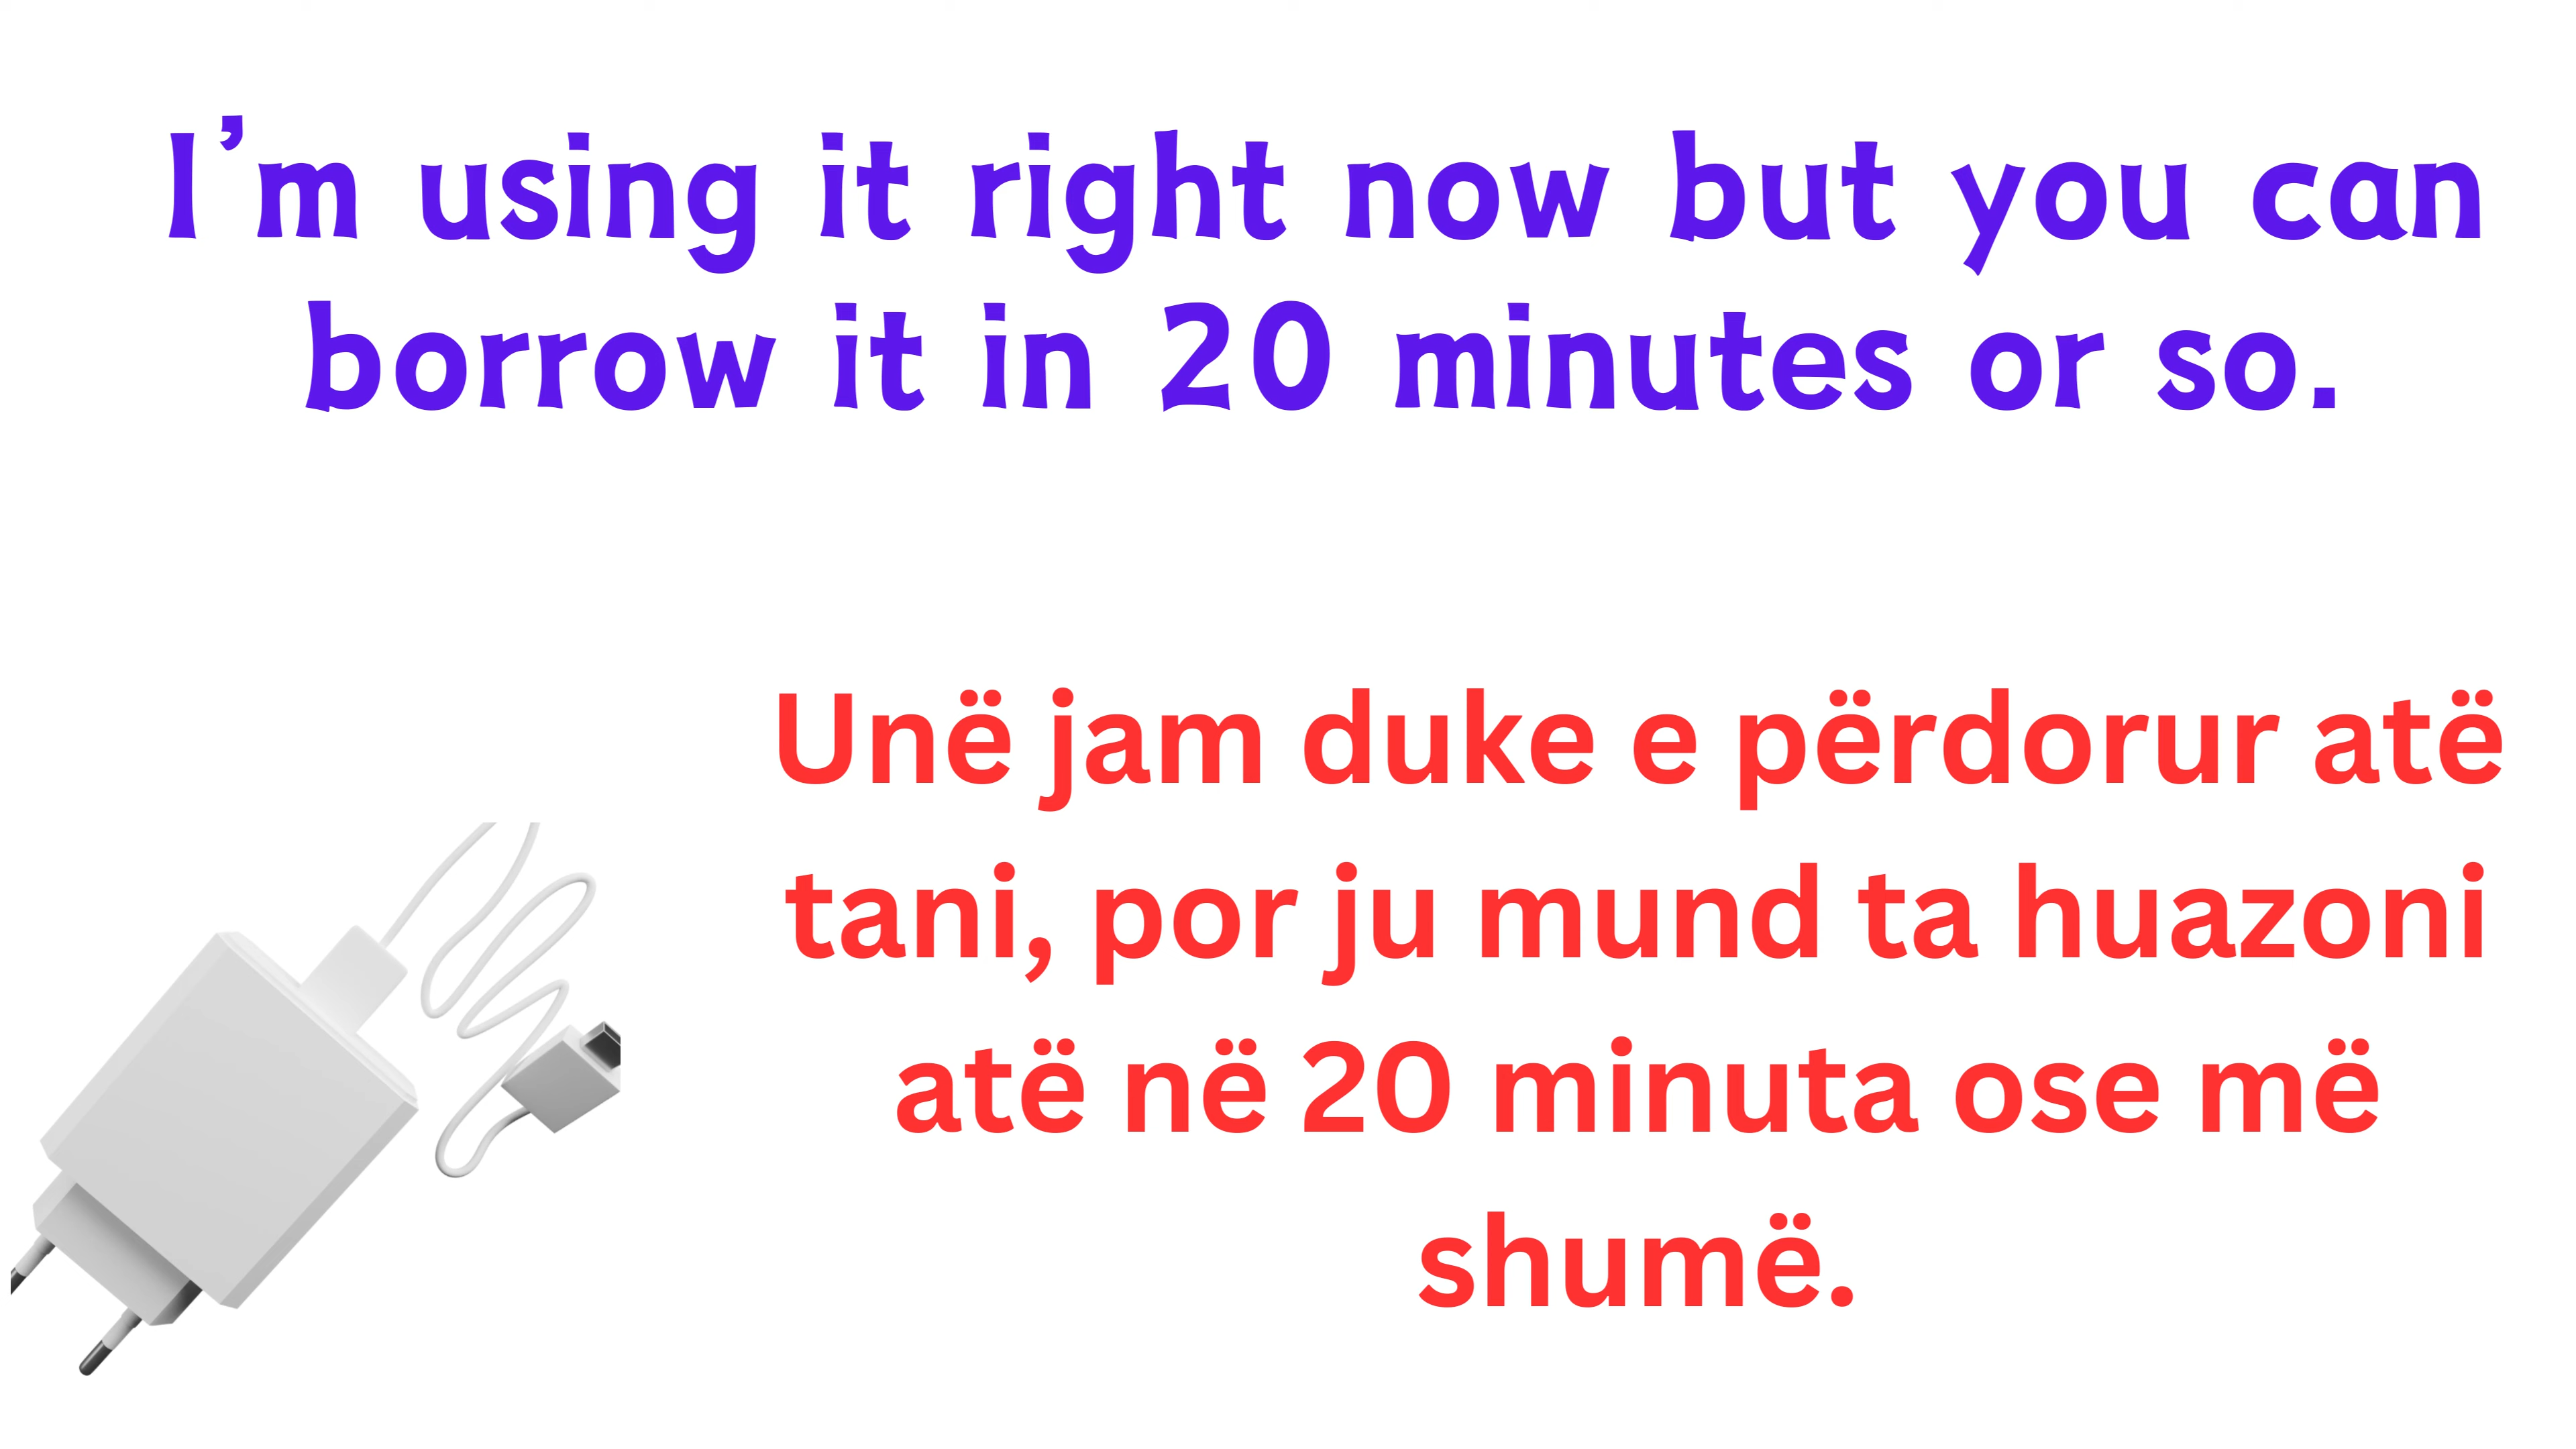 I’m using it right now but you can
borrow it in 20 minutes or so.
Unë jam duke e përdorur atë
tani, por ju mund ta huazoni
atë në 20 minuta ose më
shumë.